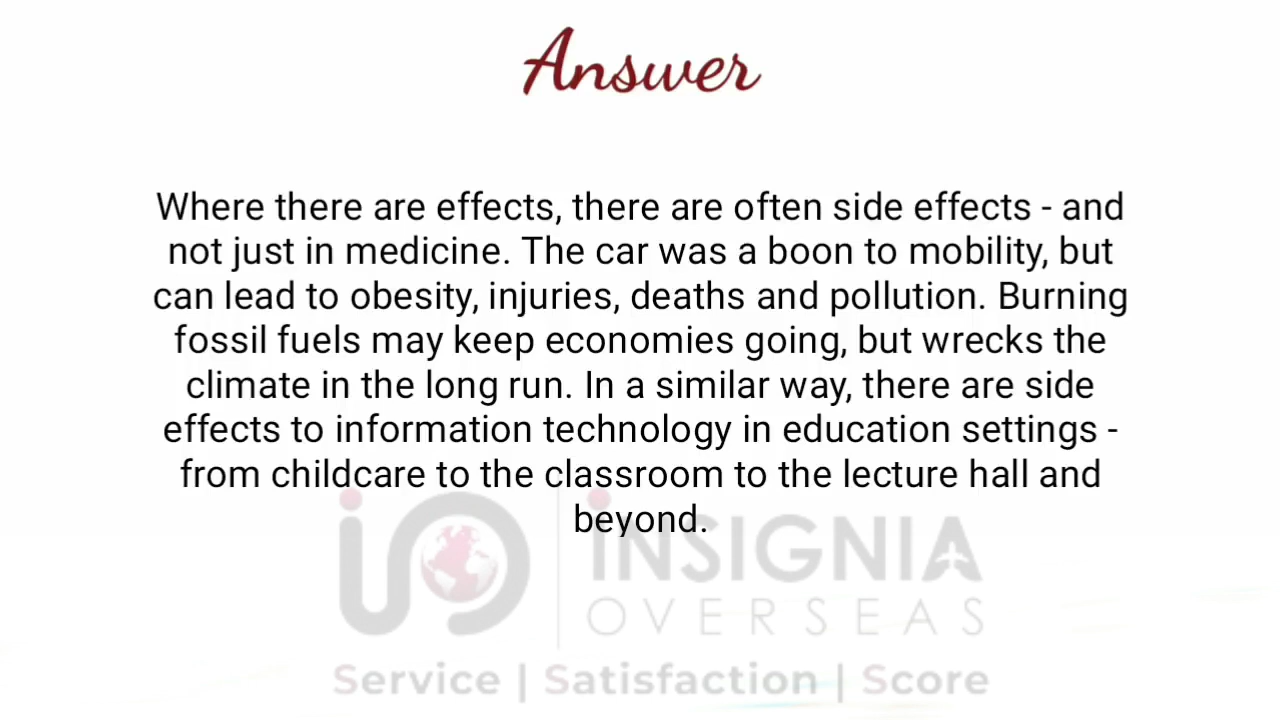 Answer
Where there are effects, there are often side effects - and
not just in medicine. The car was a boon to mobility, but
can lead to obesity, injuries, deaths and pollution. Burning
fossil fuels may keep economies going, but wrecks the
climate in the long run. In a similar way, there are side
effects to information technology in education settings -
from childcare to the classroom to the lecture hall and
beyond.
iNSIGNIA
OVERSEAS
Service | Satisfaction | Score